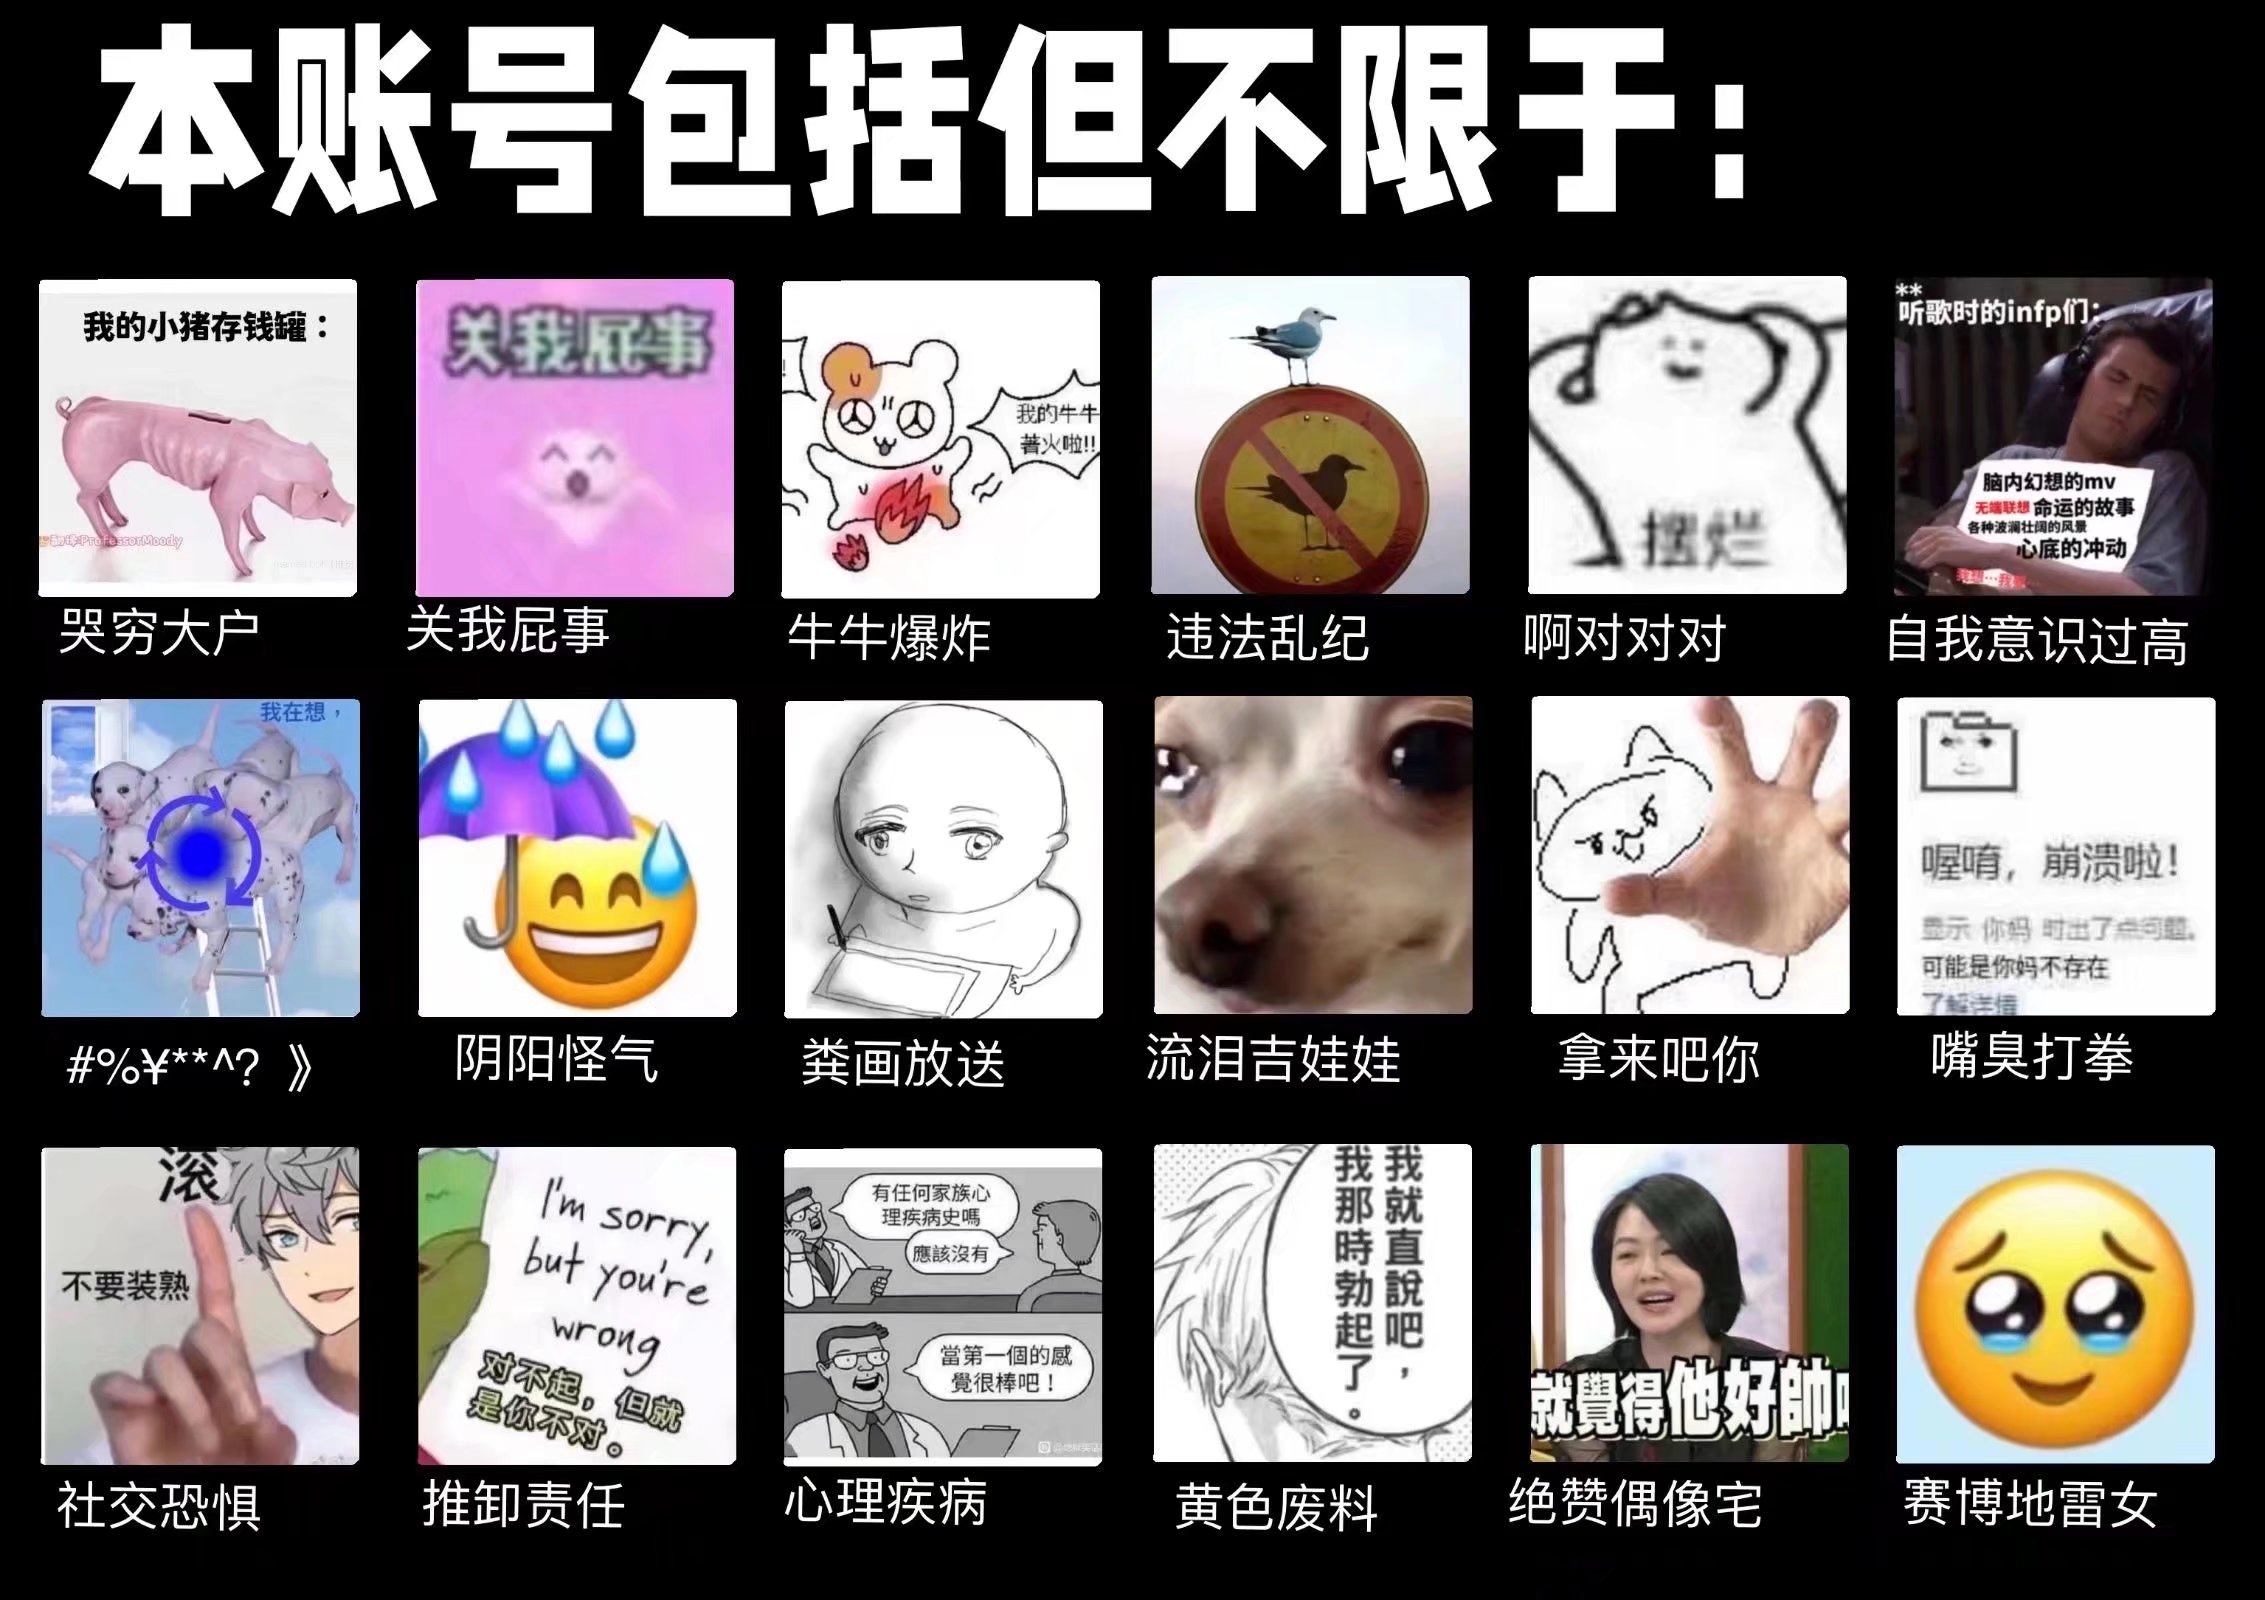 本账号包括但不限于：
我的小猪存钱罐：
翻译:ProfessorMoody
哭穷大户
关我屁事
关我屁事
我的牛牛
著火啦!!
牛牛爆炸
违法乱纪
摆烂
啊对对对
**
听歌时的infp们：
脑内幻想的mv
无端联想 命运的故事
各种波澜壮阔的风景
心底的冲动
我想…我要…
自我意识过高
我在想，
#%¥**^？》
阴阳怪气
粪画放送
流泪吉娃娃
拿来吧你
喔唷，崩溃啦！
显示 你妈 时出了点问题。
可能是你妈不存在
了解详情
嘴臭打拳
滚
不要装熟
社交恐惧
I'm sorry,
but you're
wrong
对不起，但就
是你不对。
推卸责任
有任何家族心
理疾病史嗎
應該沒有
當第一個的感
覺很棒吧！
心理疾病
我就直說吧，
我那時勃起了。
黄色废料
就覺得他好帥
绝赞偶像宅
赛博地雷女